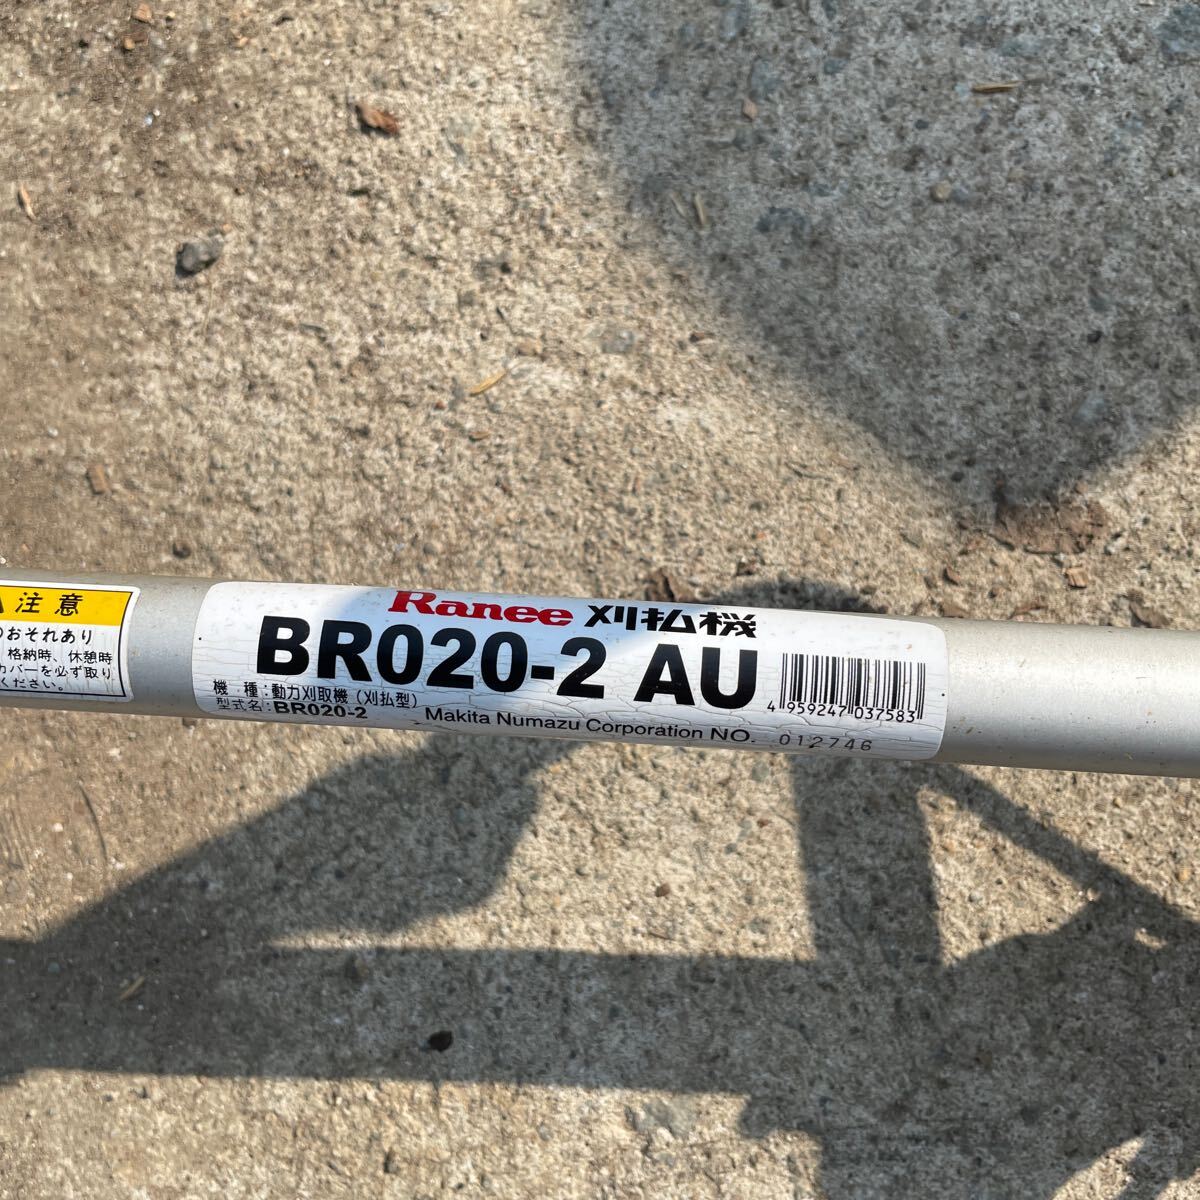 注意
のおそれあり
格納時、休憩時
カバーを必ず取り
ください。
Ranee 刈払機
BR020-2 AU
機 種：動力刈取機（刈払型）
型式名：BR020-2
Makita Numazu Corporation NO. 012746
4 959247 037583